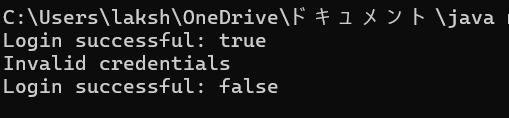 C:\Users\laksh\OneDrive\ドキュメント\java
Login successful: true
Invalid credentials
Login successful: false